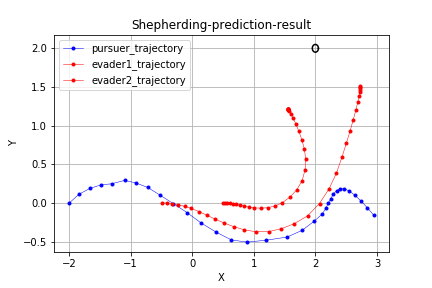 Shepherding-prediction-result
pursuer_trajectory
evader1_trajectory
evader2_trajectory
2.0
1.5
1.0
0.5
0.0
−0.5
Y
−2
−1
0
1
2
3
X